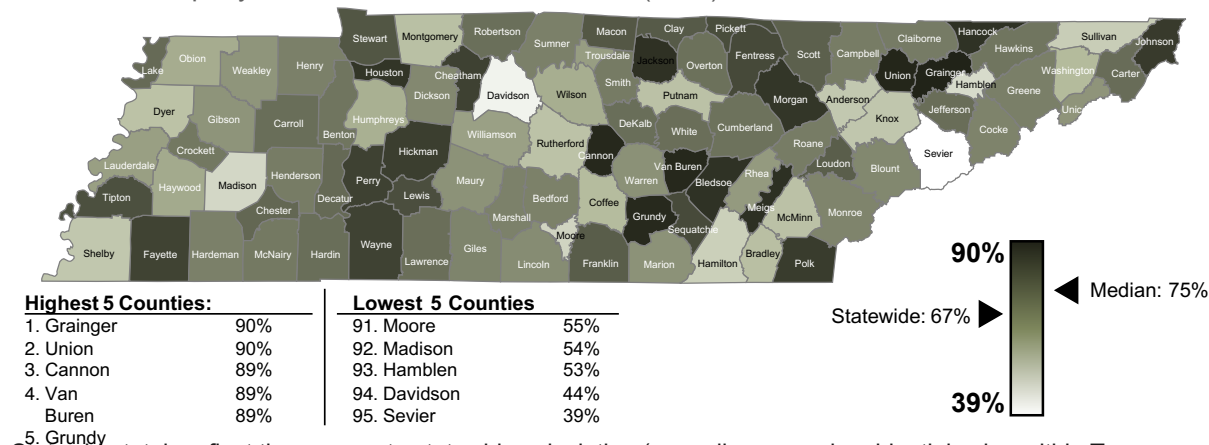 Stewart
Montgomery
Robertson
Sumner
Macon
Clay
Pickett
Claiborne
Hancock
Hawkins
Sullivan
Johnson
Lake
Obion
Weakley
Henry
Houston
Cheatham
Davidson
Trousdale
Jackson
Overton
Fentress
Scott
Campbell
Union
Grainger
Hamblen
Washington
Carter
Dyer
Gibson
Carroll
Benton
Humphreys
Dickson
Wilson
Smith
Putnam
Morgan
Anderson
Knox
Jefferson
Greene
Unic
Crockett
Lauderdale
Haywood
Madison
Henderson
Decatur
Perry
Hickman
Williamson
Rutherford
Cannon
DeKalb
White
Cumberland
Roane
Loudon
Blount
Sevier
Cocke
Tipton
Chester
Lewis
Maury
Marshall
Bedford
Coffee
Warren
Van Buren
Bledsoe
Rhea
Meigs
McMinn
Monroe
Shelby
Fayette
Hardeman
McNairy
Hardin
Wayne
Lawrence
Giles
Lincoln
Moore
Franklin
Grundy
Marion
Sequatchie
Hamilton
Bradley
Polk
90%
Median: 75%
Statewide: 67%
39%
Highest 5 Counties:
1. Grainger 90%
2. Union 90%
3. Cannon 89%
4. Van 89%
Buren 89%
5. Grundy
Lowest 5 Counties
91. Moore 55%
92. Madison 54%
93. Hamblen 53%
94. Davidson 44%
95. Sevier 39%